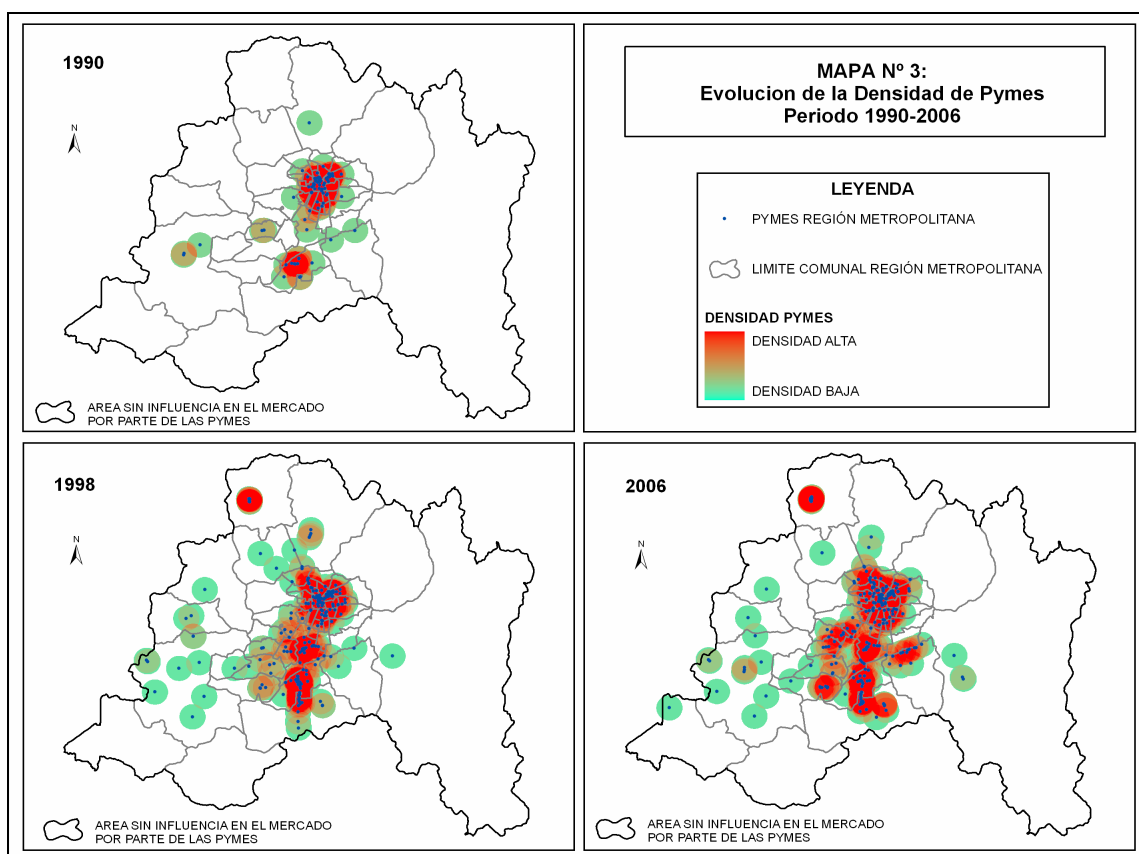 1990
N
AREA SIN INFLUENCIA EN EL MERCADO
POR PARTE DE LAS PYMES
MAPA Nº 3:
Evolucion de la Densidad de Pymes
Periodo 1990-2006
LEYENDA
PYMES REGIÓN METROPOLITANA
LIMITE COMUNAL REGIÓN METROPOLITANA
DENSIDAD PYMES
DENSIDAD ALTA
DENSIDAD BAJA
1998
N
AREA SIN INFLUENCIA EN EL MERCADO
POR PARTE DE LAS PYMES
2006
N
AREA SIN INFLUENCIA EN EL MERCADO
POR PARTE DE LAS PYMES